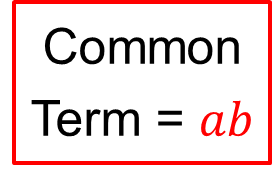 Common
Term = ab